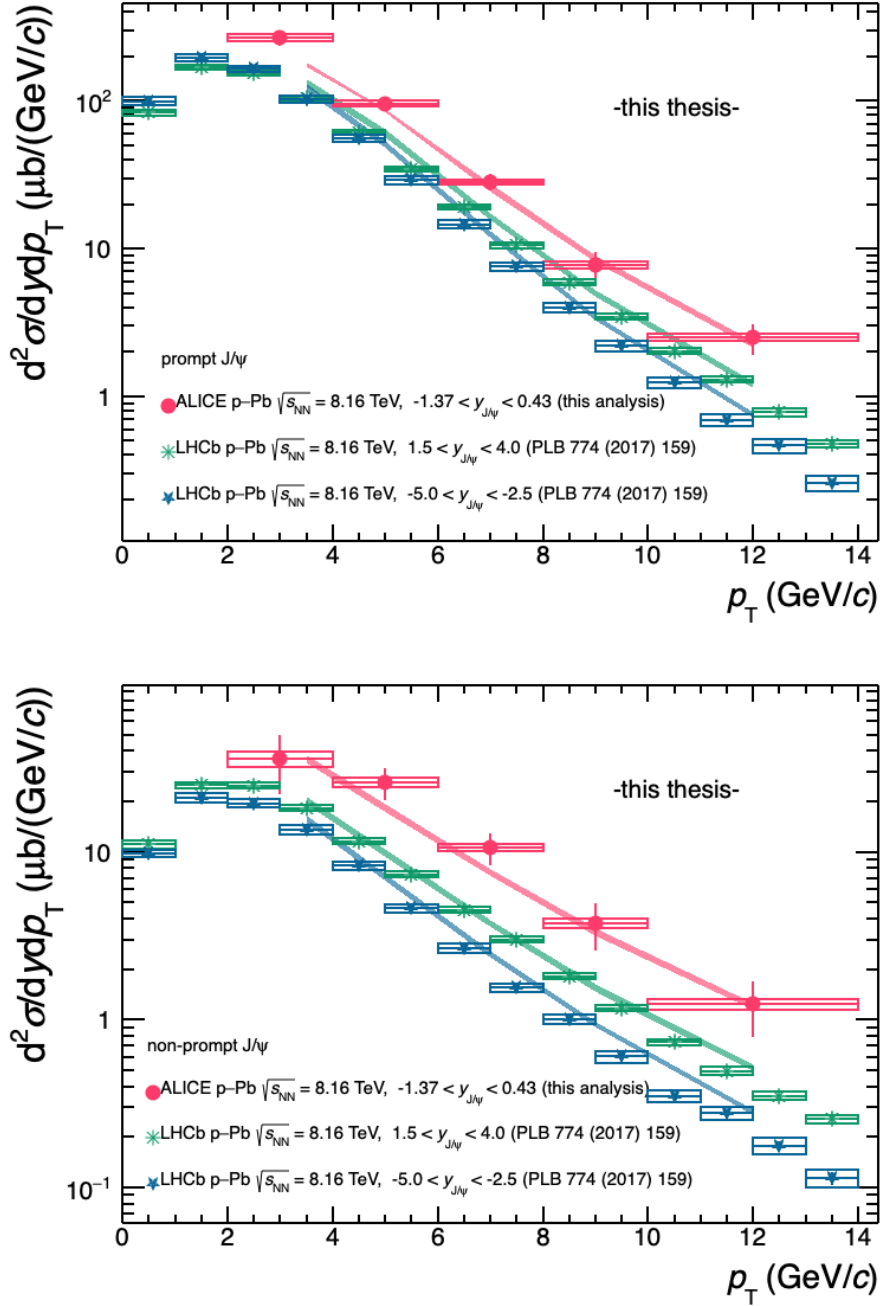 d²σ/dydp_T (μb/(GeV/c))
10²
10
1
-this thesis-
prompt J/ψ
ALICE p–Pb √s_NN = 8.16 TeV, -1.37 < y_J/ψ < 0.43 (this analysis)
LHCb p–Pb √s_NN = 8.16 TeV, 1.5 < y_J/ψ < 4.0 (PLB 774 (2017) 159)
LHCb p–Pb √s_NN = 8.16 TeV, -5.0 < y_J/ψ < -2.5 (PLB 774 (2017) 159)
0 2 4 6 8 10 12 14
p_T (GeV/c)
d²σ/dydp_T (μb/(GeV/c))
10
1
10⁻¹
-this thesis-
non-prompt J/ψ
ALICE p–Pb √s_NN = 8.16 TeV, -1.37 < y_J/ψ < 0.43 (this analysis)
LHCb p–Pb √s_NN = 8.16 TeV, 1.5 < y_J/ψ < 4.0 (PLB 774 (2017) 159)
LHCb p–Pb √s_NN = 8.16 TeV, -5.0 < y_J/ψ < -2.5 (PLB 774 (2017) 159)
0 2 4 6 8 10 12 14
p_T (GeV/c)